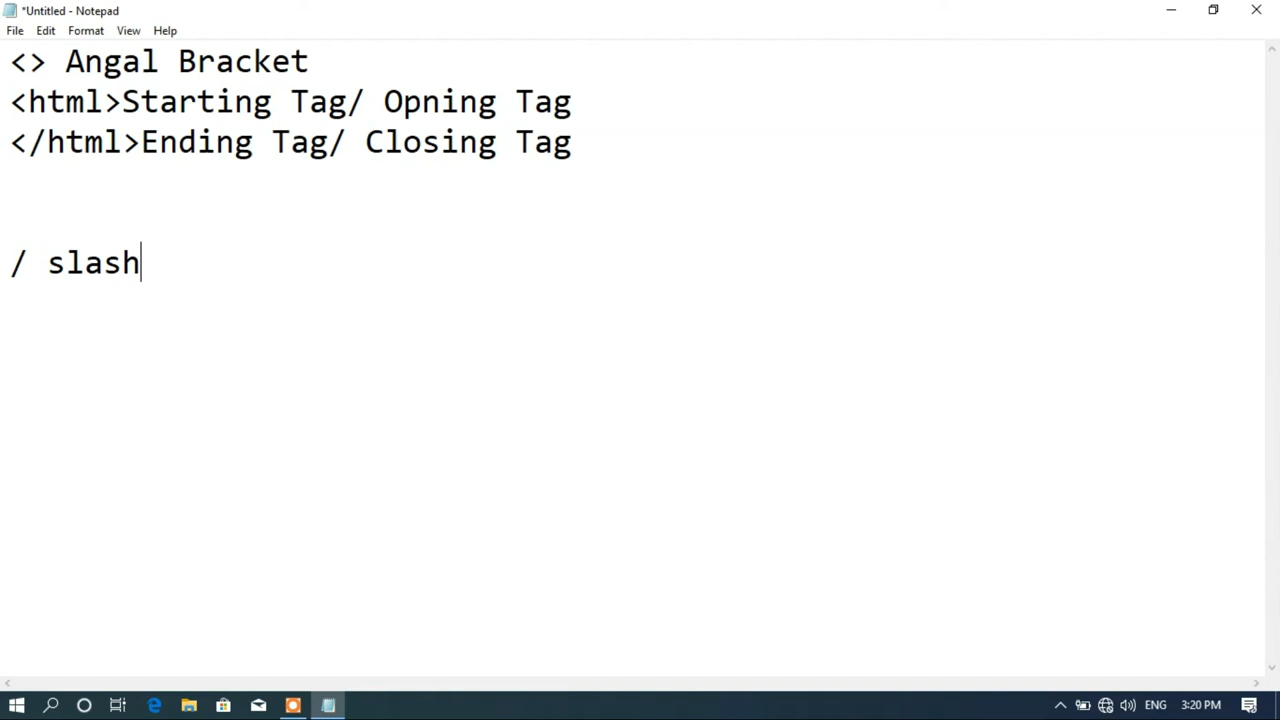 *Untitled - Notepad
File Edit Format View Help
<> Angal Bracket
<html>Starting Tag/ Opning Tag
</html>Ending Tag/ Closing Tag
/ slash
ENG 3:20 PM